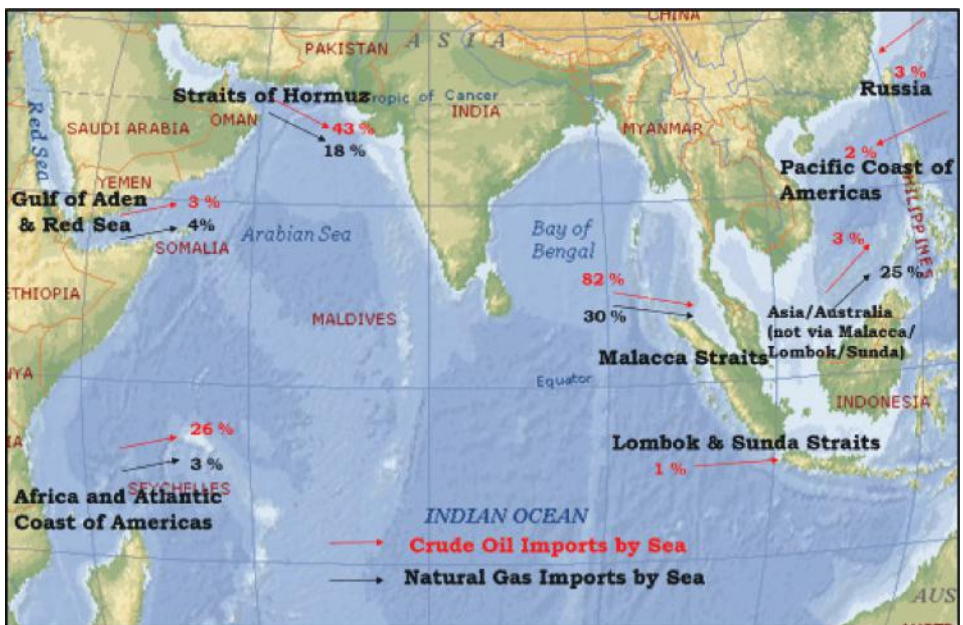 CHINA
A S I A
PAKISTAN
3 %
Russia
Straits of Hormuz
Tropic of Cancer
Red Sea
SAUDI ARABIA
OMAN
43 %
18 %
INDIA
MYANMAR
2 %
Pacific Coast of
Americas
PHILIPPINES
YEMEN
Gulf of Aden
& Red Sea
3 %
4%
SOMALIA
Arabian Sea
Bay of
Bengal
3 %
25 %
ETHIOPIA
82 %
30 %
MALDIVES
Asia/Australia
(not via Malacca/
Lombok/Sunda)
Malacca Straits
NYA
Equator
INDONESIA
26 %
3 %
Lombok & Sunda Straits
1 %
IA
SEYCHELLES
Africa and Atlantic
Coast of Americas
INDIAN OCEAN
Crude Oil Imports by Sea
Natural Gas Imports by Sea
AUS